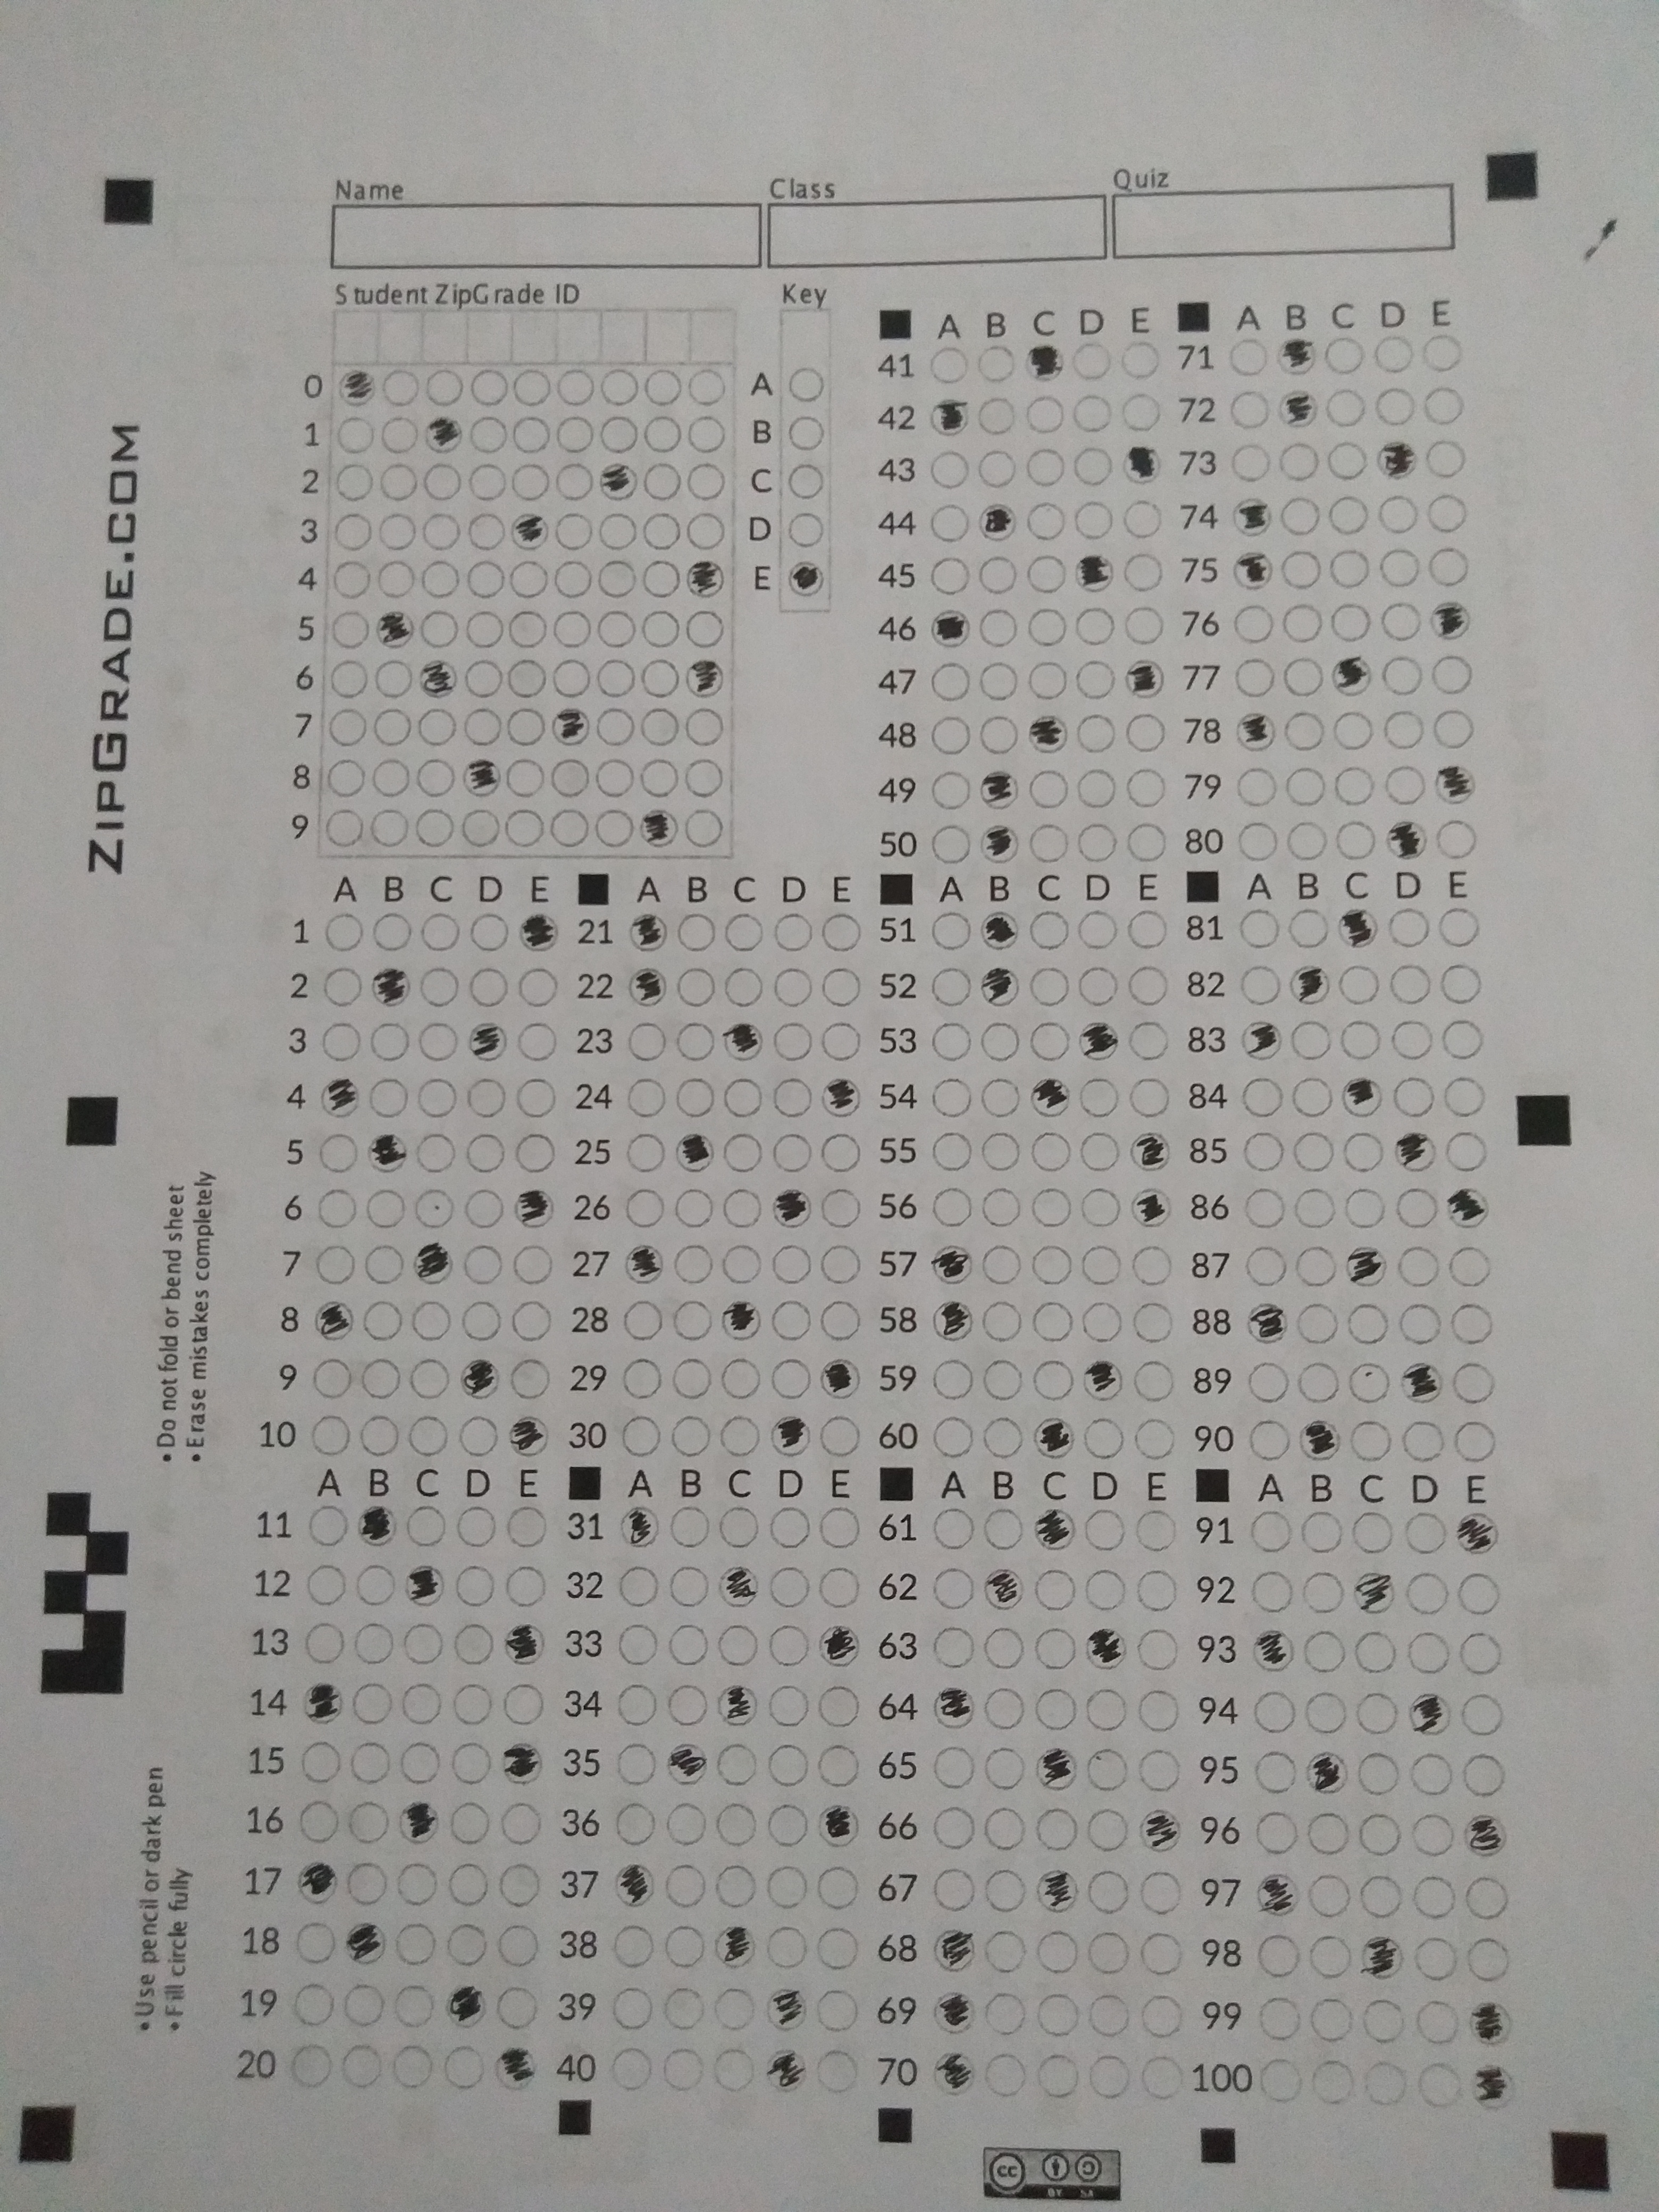 Name Class Quiz
Student ZipGrade ID Key
0 A
1 B
2 C
3 D
4 E
5
6
7
8
9
A B C D E
41
42
43
44
45
46
47
48
49
50
A B C D E
71
72
73
74
75
76
77
78
79
80
A B C D E A B C D E A B C D E A B C D E
1 21 51 81
2 22 52 82
3 23 53 83
4 24 54 84
5 25 55 85
6 26 56 86
7 27 57 87
8 28 58 88
9 29 59 89
10 30 60 90
A B C D E A B C D E A B C D E A B C D E
11 31 61 91
12 32 62 92
13 33 63 93
14 34 64 94
15 35 65 95
16 36 66 96
17 37 67 97
18 38 68 98
19 39 69 99
20 40 70 100
ZIPGRADE.COM
• Do not fold or bend sheet
• Erase mistakes completely
• Use pencil or dark pen
• Fill circle fully
cc
BY SA